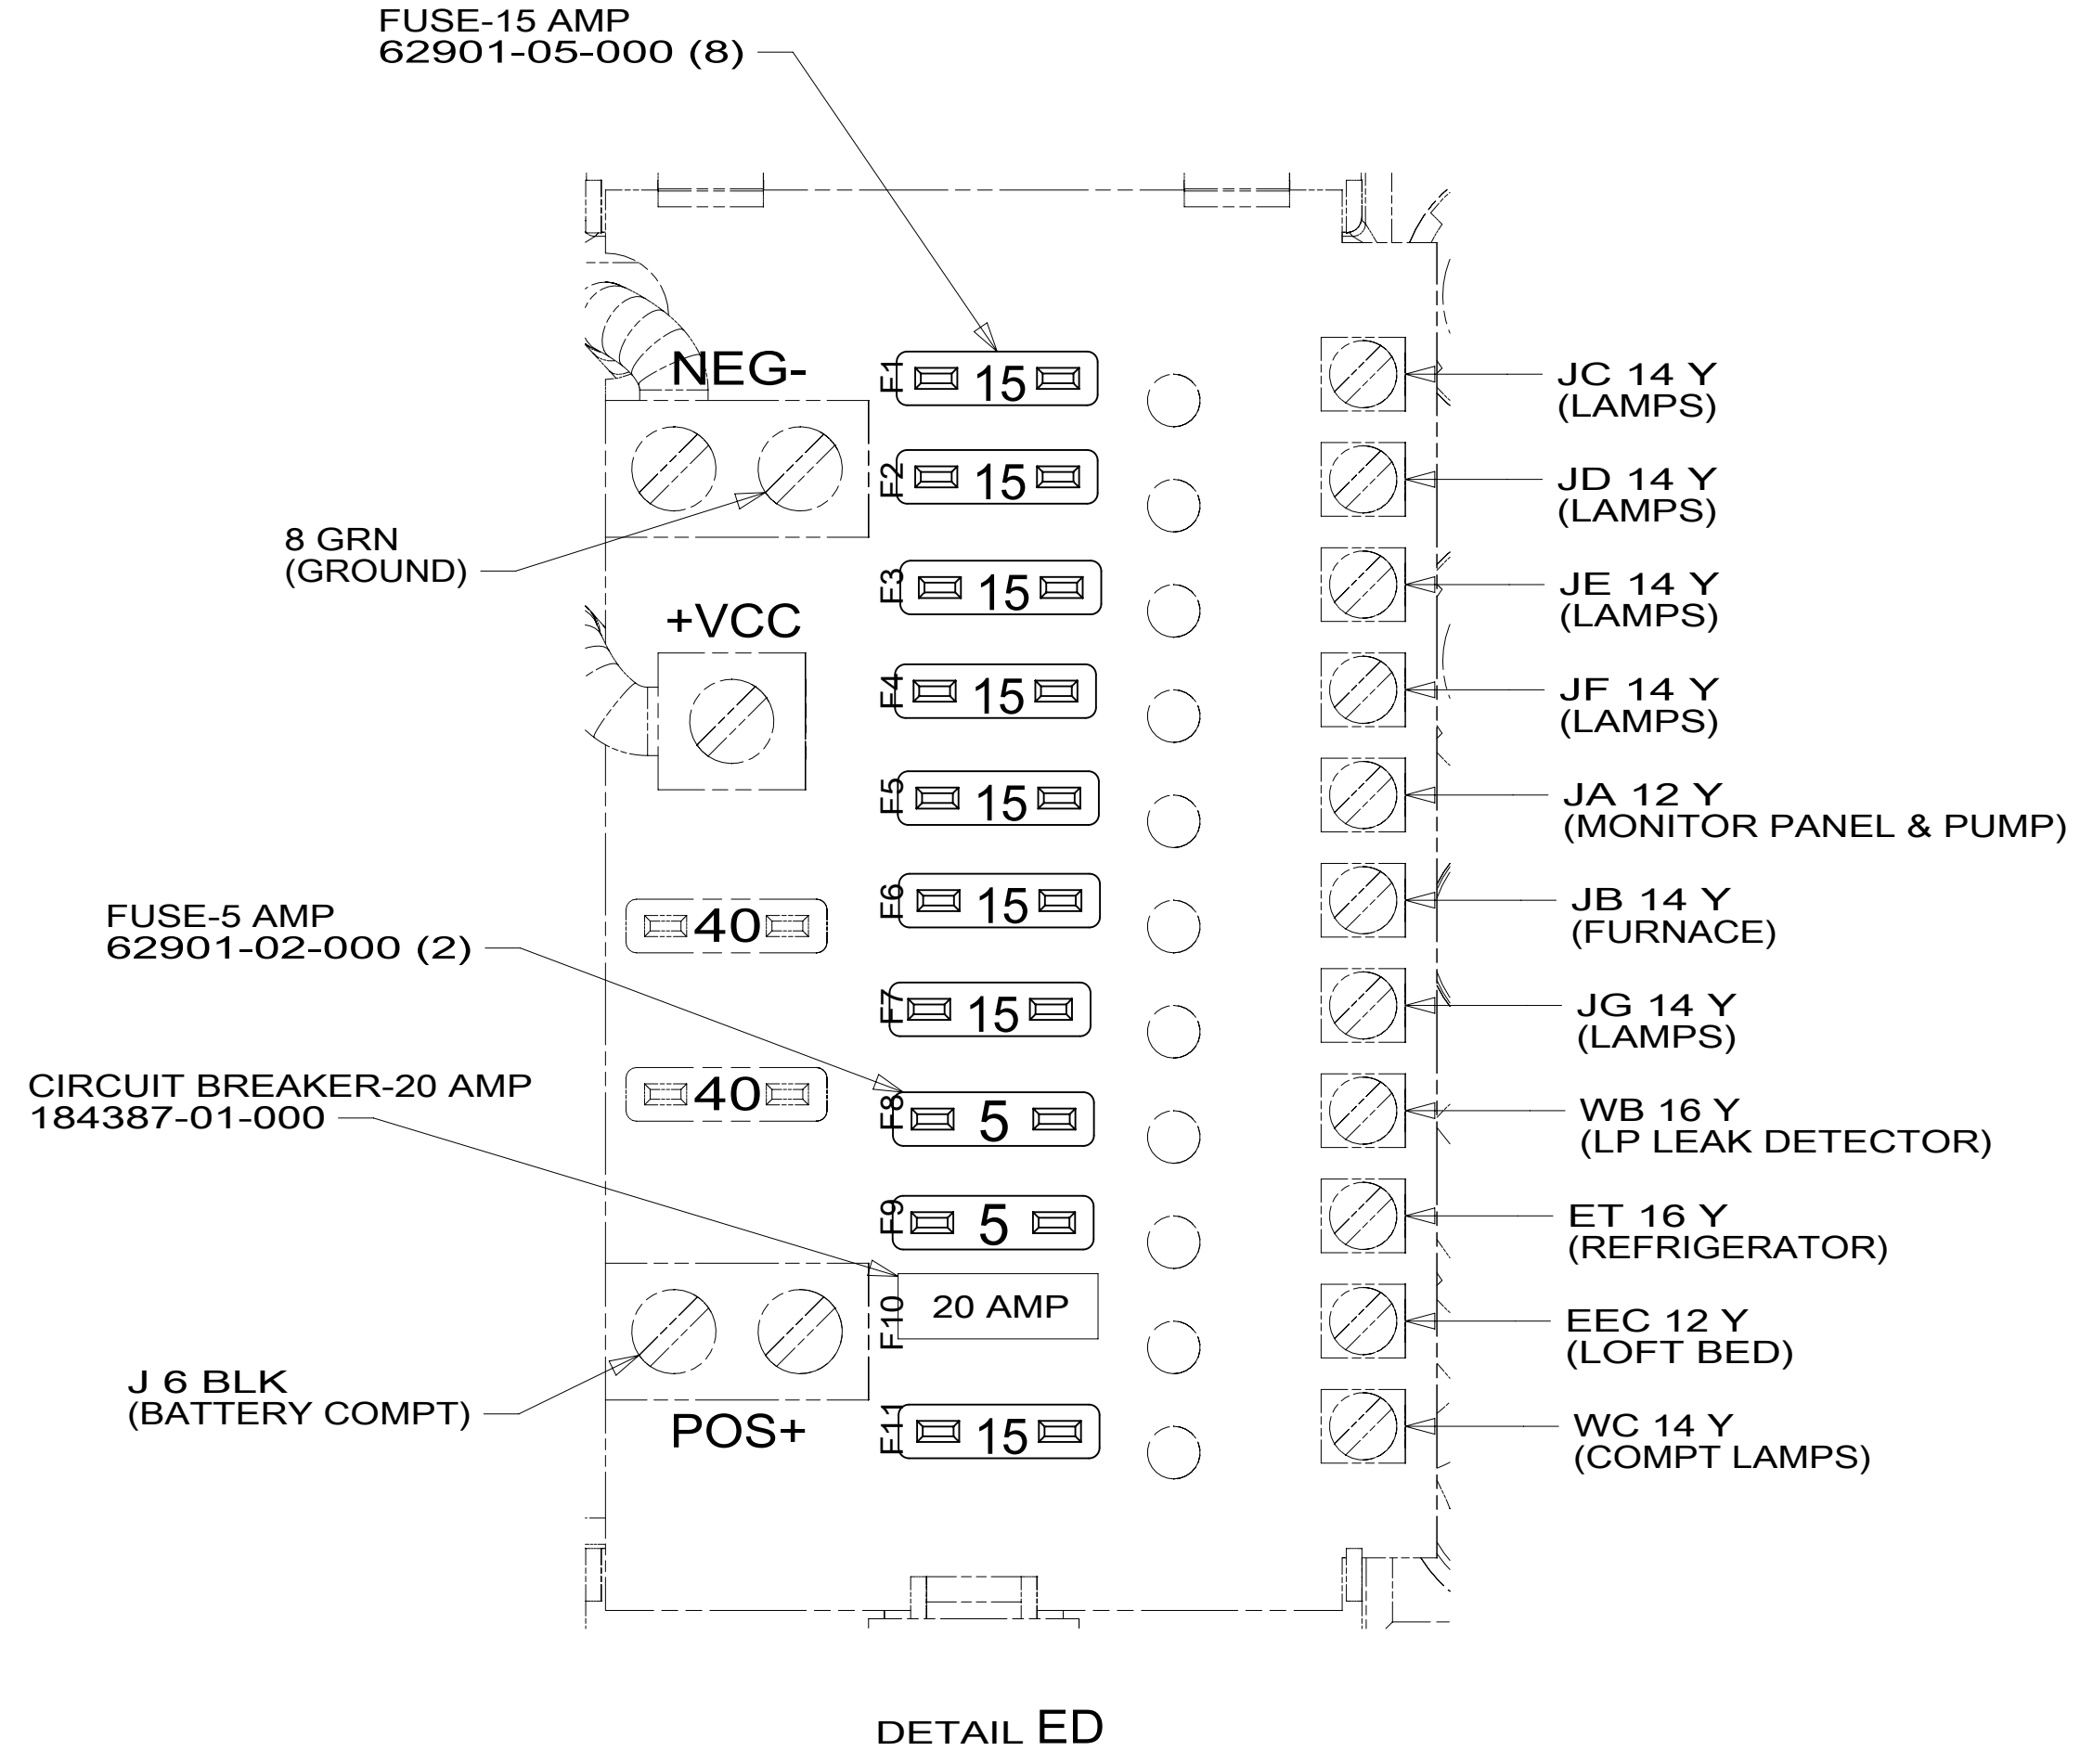 FUSE-15 AMP
62901-05-000 (8)
NEG-
8 GRN
(GROUND)
+VCC
FUSE-5 AMP
62901-02-000 (2)
40
CIRCUIT BREAKER-20 AMP
184387-01-000
40
J 6 BLK
(BATTERY COMPT)
POS+
F1 15
F2 15
F3 15
F4 15
F5 15
F6 15
F7 15
F8 5
F9 5
F10 20 AMP
F11 15
JC 14 Y
(LAMPS)
JD 14 Y
(LAMPS)
JE 14 Y
(LAMPS)
JF 14 Y
(LAMPS)
JA 12 Y
(MONITOR PANEL & PUMP)
JB 14 Y
(FURNACE)
JG 14 Y
(LAMPS)
WB 16 Y
(LP LEAK DETECTOR)
ET 16 Y
(REFRIGERATOR)
EEC 12 Y
(LOFT BED)
WC 14 Y
(COMPT LAMPS)
DETAIL ED